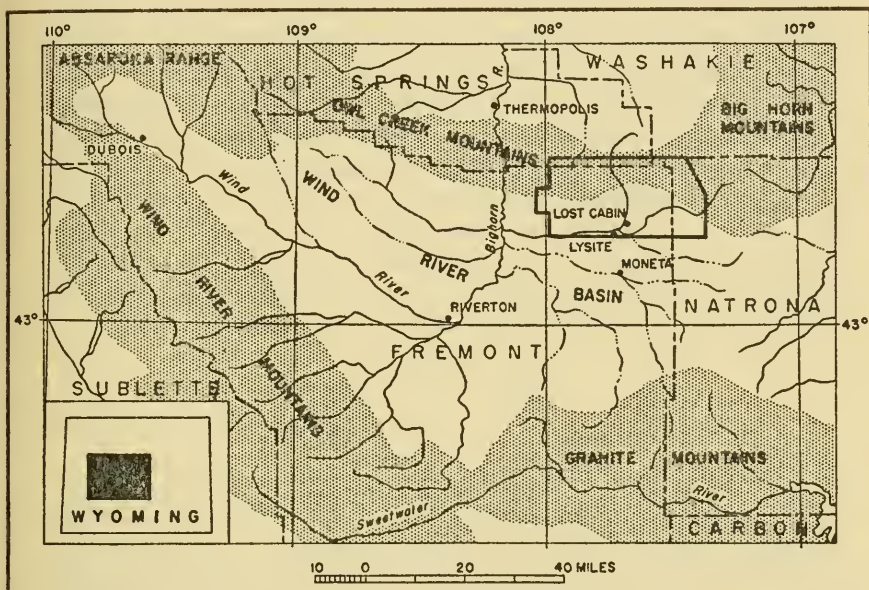 110° 109° 108° 107°
ABSAROKA RANGE
HOT SPRINGS
R.
WASHAKIE
THERMOPOLIS
OWL CREEK MOUNTAINS
BIG HORN
MOUNTAINS
DUBOIS
Wind
River
WIND
RIVER
BASIN
Bighorn
LOST CABIN
LYSITE
MONETA
WIND
RIVER
MOUNTAINS
RIVERTON
NATRONA
43° 43°
FREMONT
SUBLETTE
GRANITE MOUNTAINS
Sweetwater
River
CARBON
WYOMING
10 0 20 40 MILES